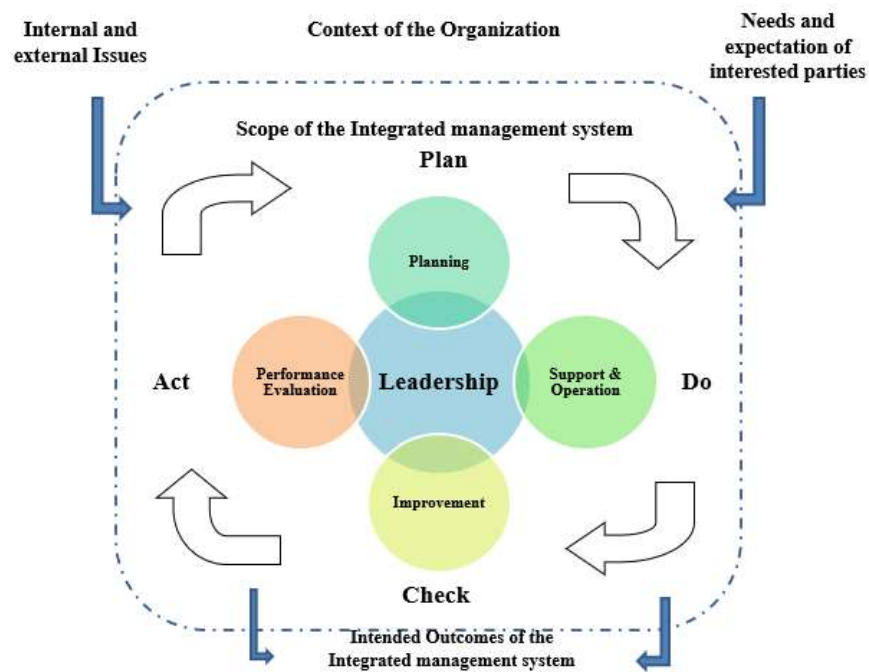 Internal and
external Issues
Context of the Organization
Needs and
expectation of
interested parties
Scope of the Integrated management system
Plan
Planning
Act
Performance
Evaluation
Leadership
Support &
Operation
Do
Improvement
Check
Intended Outcomes of the
Integrated management system